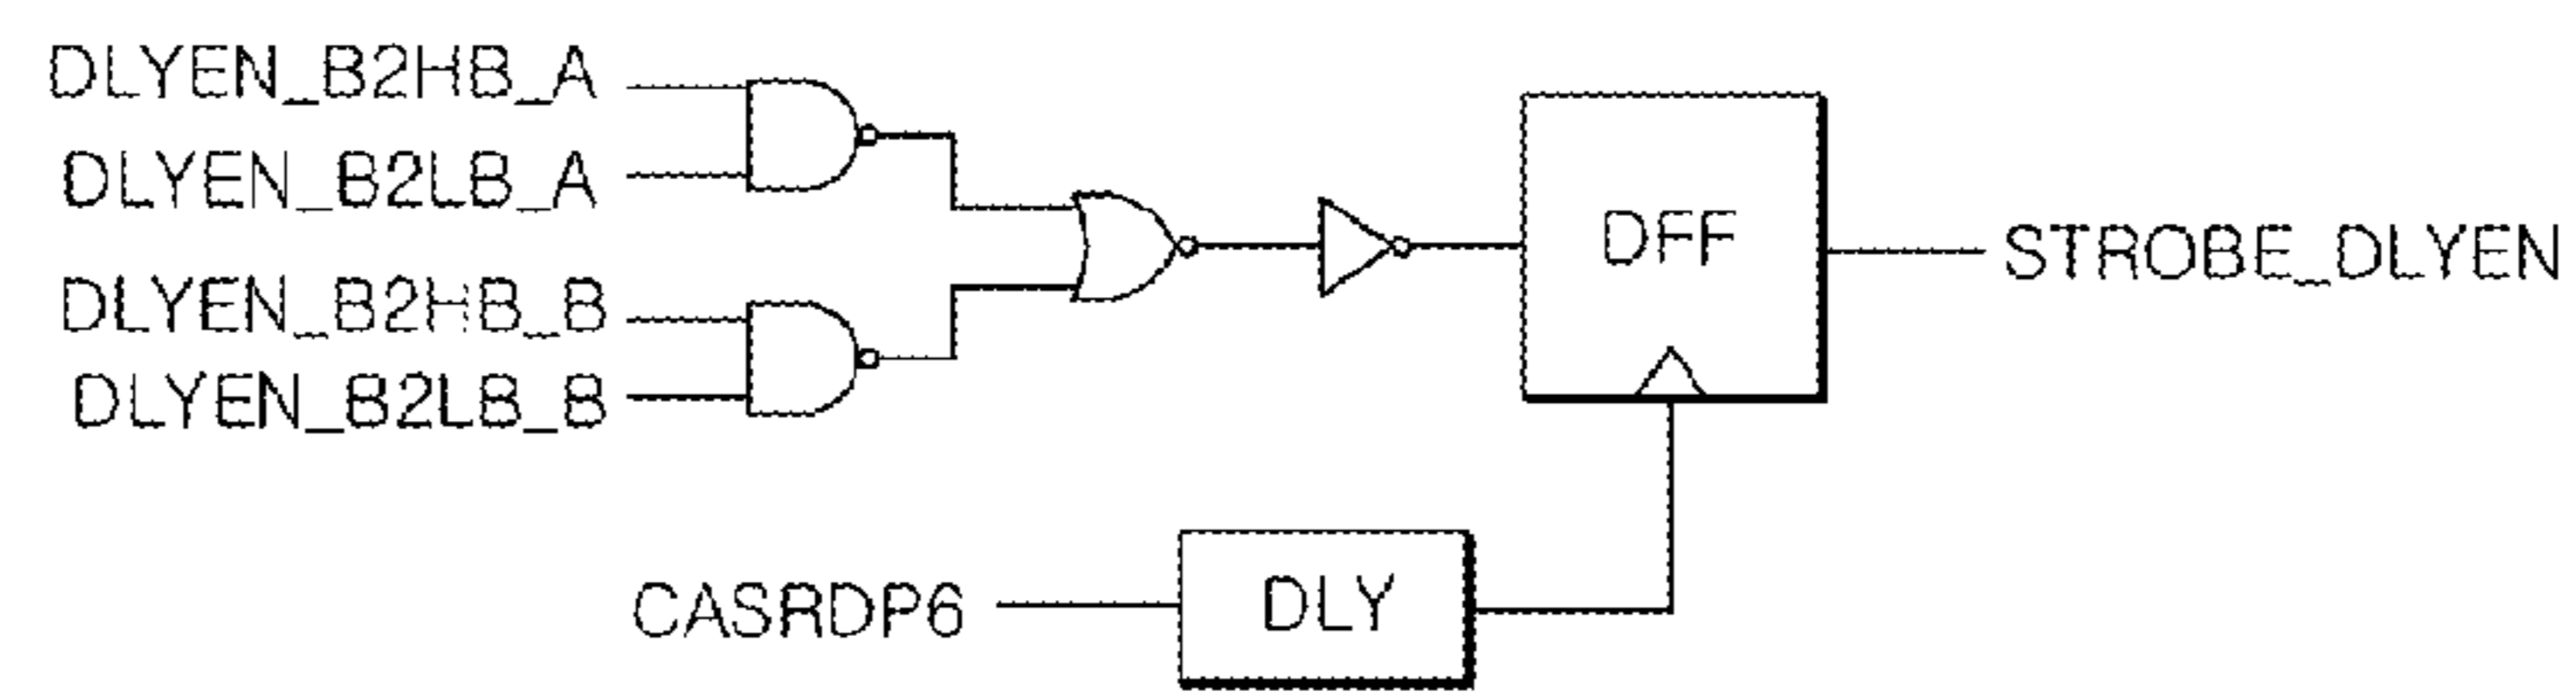 DLYEN_B2HB_A
DLYEN_B2LB_A
DLYEN_B2HB_B
DLYEN_B2LB_B
DFF
STROBE_DLYEN
CASRDP6
DLY